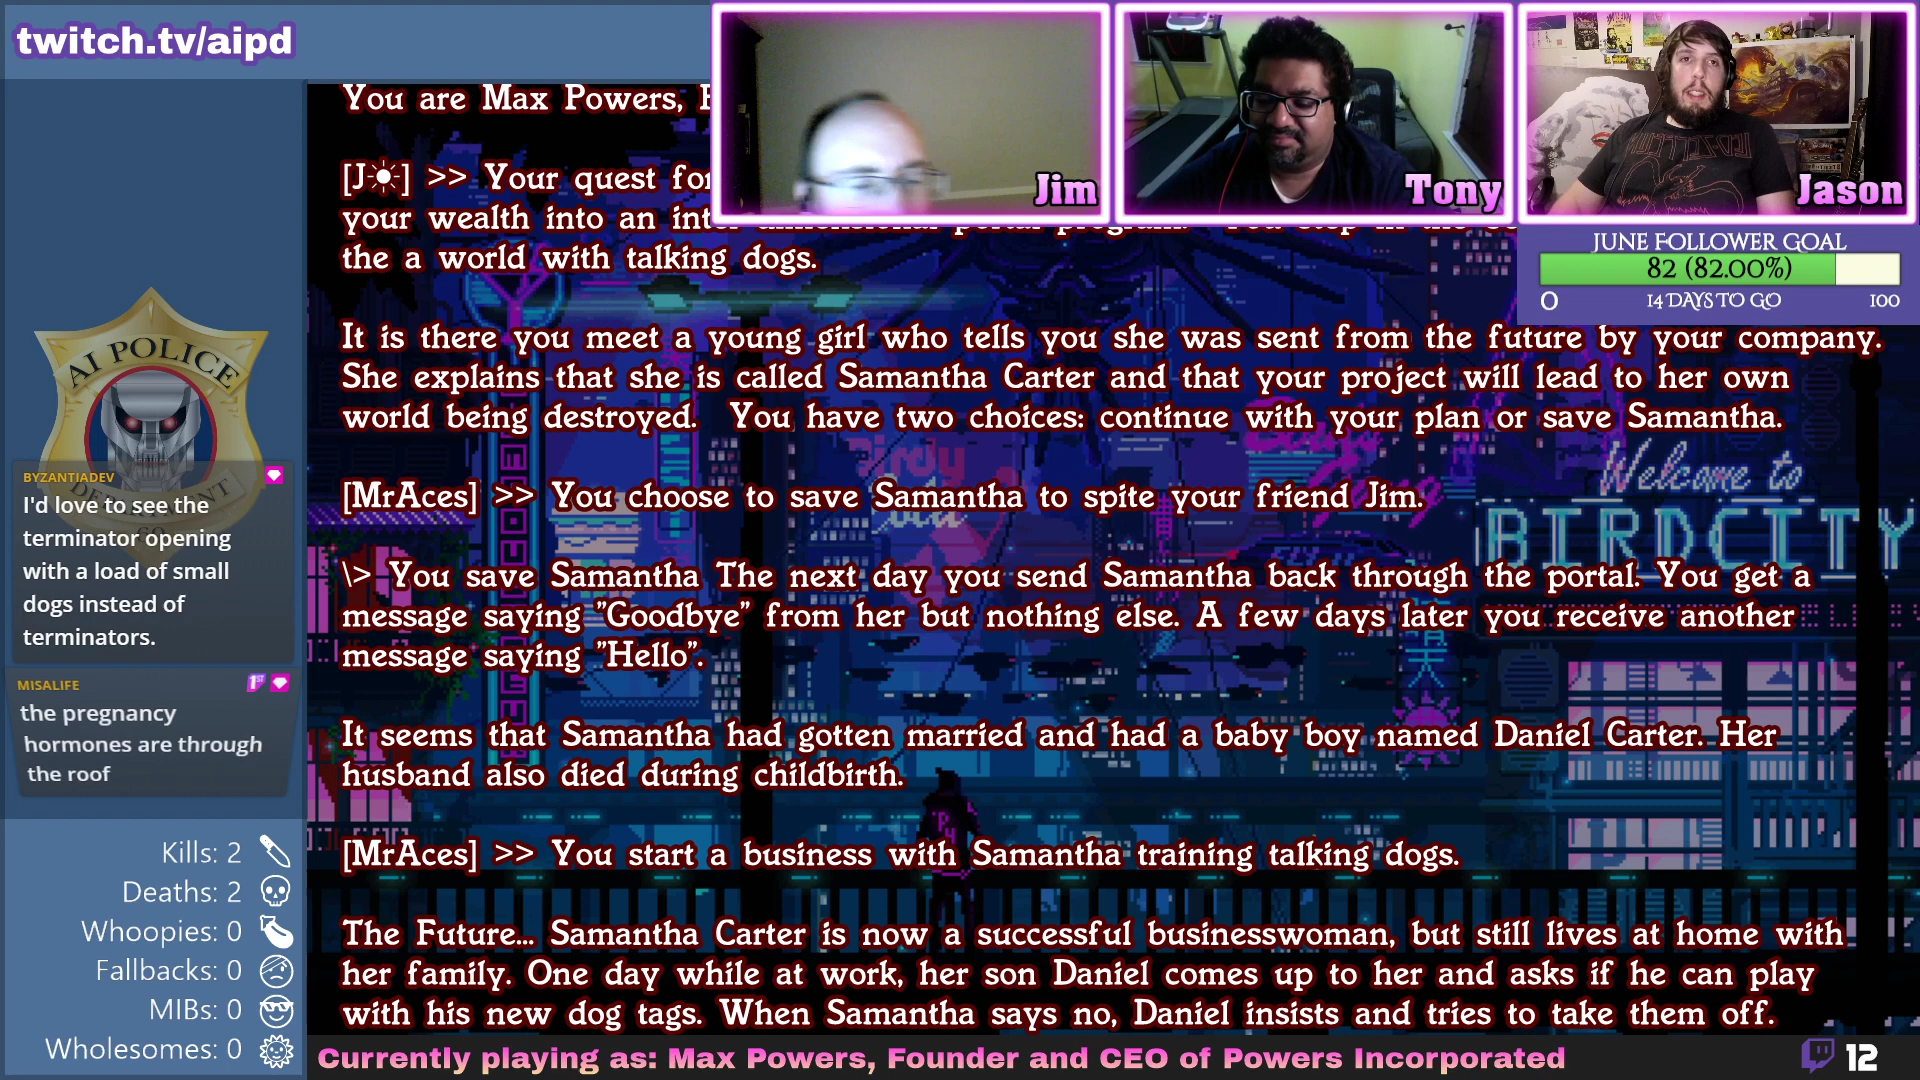 twitch.tv/aipd
Jim
Tony
Jason
JUNE FOLLOWER GOAL
82 (82.00%)
0 14 DAYS TO GO 100
You are Max Powers,
[J☀] >> Your quest for
your wealth into an
the a world with talking dogs.
It is there you meet a young girl who tells you she was sent from the future by your company.
She explains that she is called Samantha Carter and that your project will lead to her own
world being destroyed. You have two choices: continue with your plan or save Samantha.
[MrAces] >> You choose to save Samantha to spite your friend Jim.
\> You save Samantha The next day you send Samantha back through the portal. You get a
message saying "Goodbye" from her but nothing else. A few days later you receive another
message saying "Hello".
It seems that Samantha had gotten married and had a baby boy named Daniel Carter. Her
husband also died during childbirth.
[MrAces] >> You start a business with Samantha training talking dogs.
The Future... Samantha Carter is now a successful businesswoman, but still lives at home with
her family. One day while at work, her son Daniel comes up to her and asks if he can play
with his new dog tags. When Samantha says no, Daniel insists and tries to take them off.
Welcome to
BIRDCITY
AI POLICE
DEPARTMENT
BYZANTIADEV
I'd love to see the
terminator opening
with a load of small
dogs instead of
terminators.
MISALIFE 1ST
the pregnancy
hormones are through
the roof
Kills: 2
Deaths: 2
Whoopies: 0
Fallbacks: 0
MIBs: 0
Wholesomes: 0
Currently playing as: Max Powers, Founder and CEO of Powers Incorporated
12